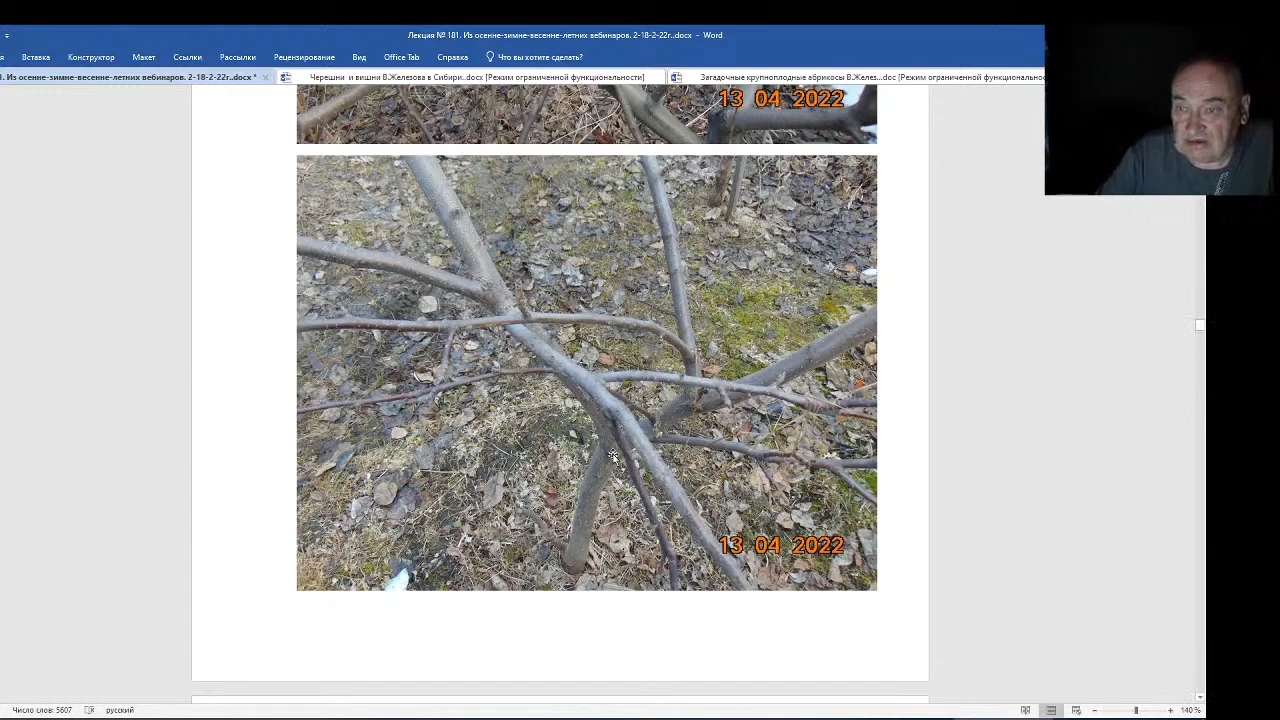 Лекция № 181. Из осенне-зимне-весенне-летних вебинаров. 2-18-2-22г..docx - Word
Вставка Конструктор Макет Ссылки Рассылки Рецензирование Вид Office Tab Справка Что вы хотите сделать?
1. Из осенне-зимне-весенне-летних вебинаров. 2-18-2-22г..docx * Черешни и вишни В.Железова в Сибири..docx [Режим ограниченной функциональности] Загадочные крупноплодные абрикосы В.Желез...doc [Режим ограниченной функциональнос
13 04 2022
13 04 2022
Число слов: 5607 русский 140 %